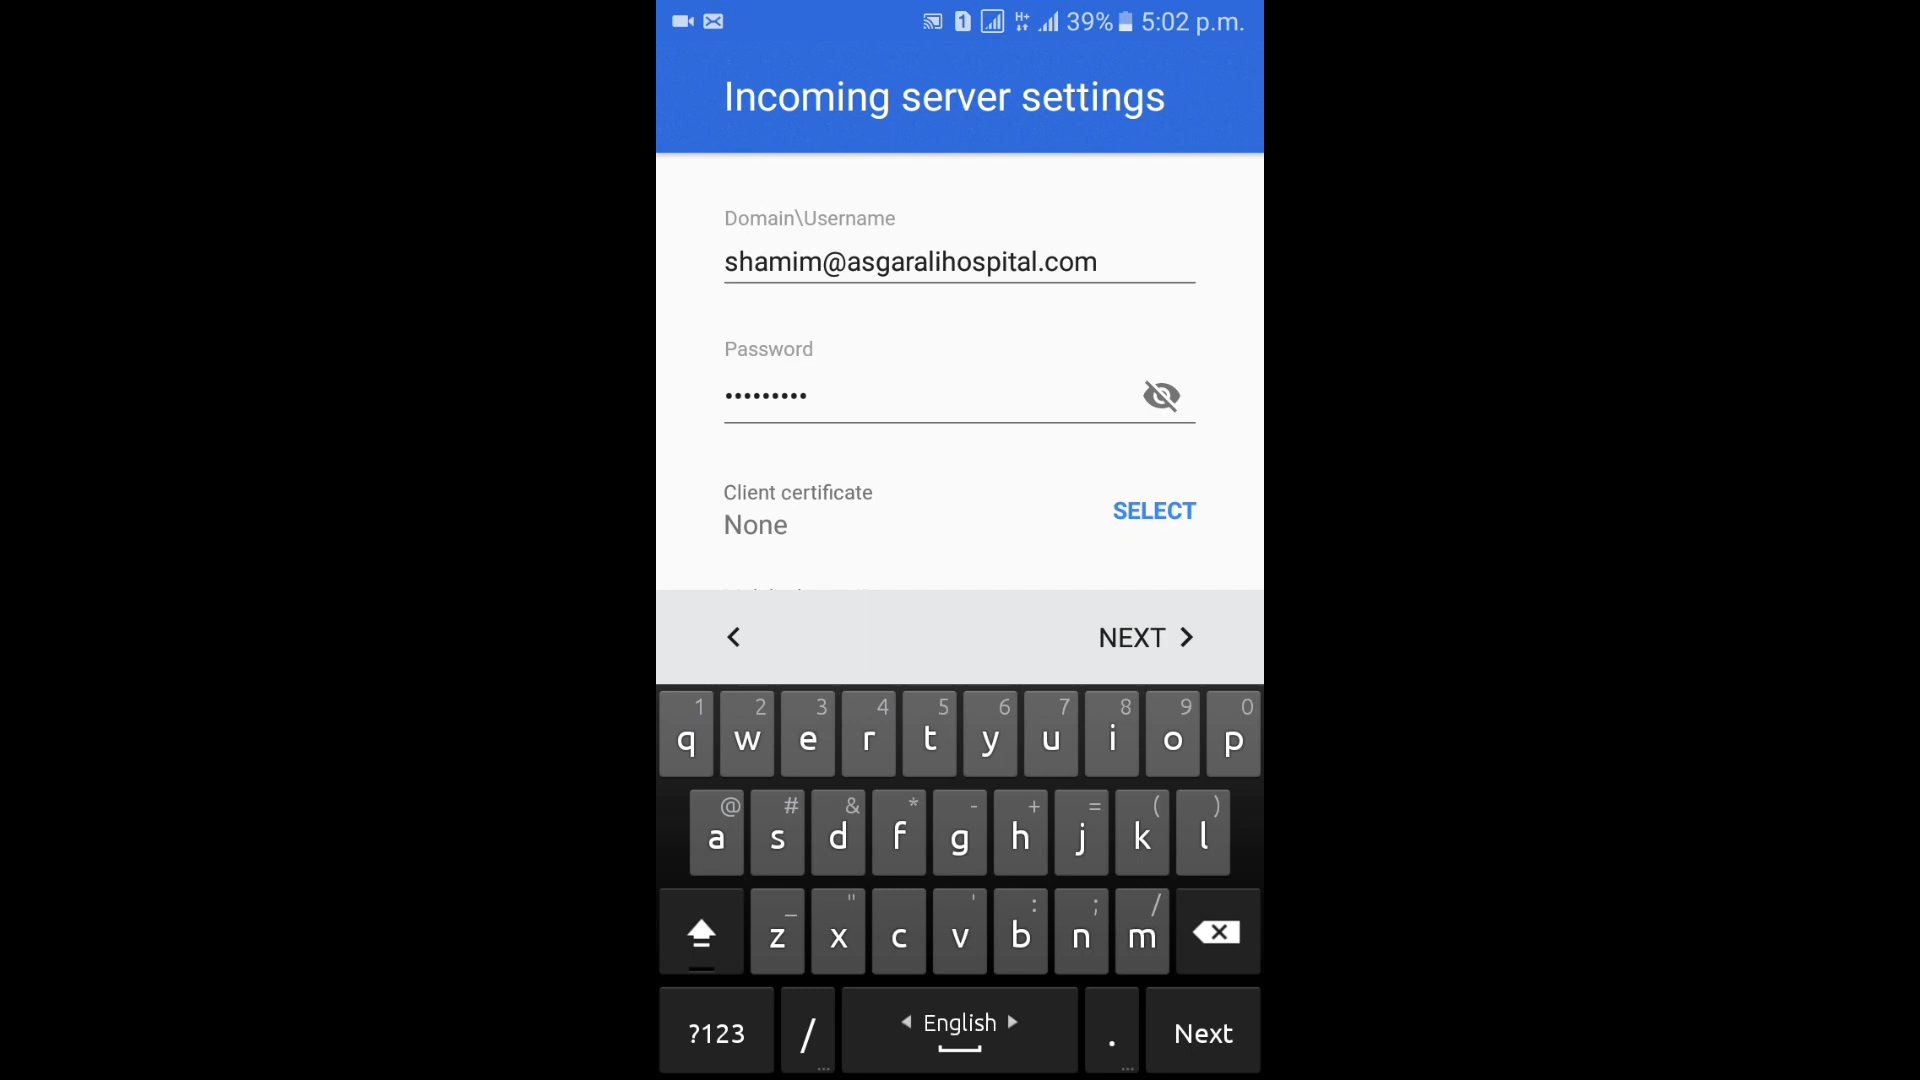 1 H+ 39% 5:02 p.m.
Incoming server settings
Domain\Username
shamim@asgaralihospital.com
Password
•••••••••
Client certificate
None
SELECT
NEXT
1 2 3 4 5 6 7 8 9 0
q w e r t y u i o p
@ # & * - + = ( )
a s d f g h j k l
_ " ' : ; /
z x c v b n m
?123 / English . Next